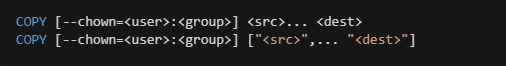 COPY [--chown=<user>:<group>] <src>... <dest>
COPY [--chown=<user>:<group>] ["<src>",... "<dest>"]